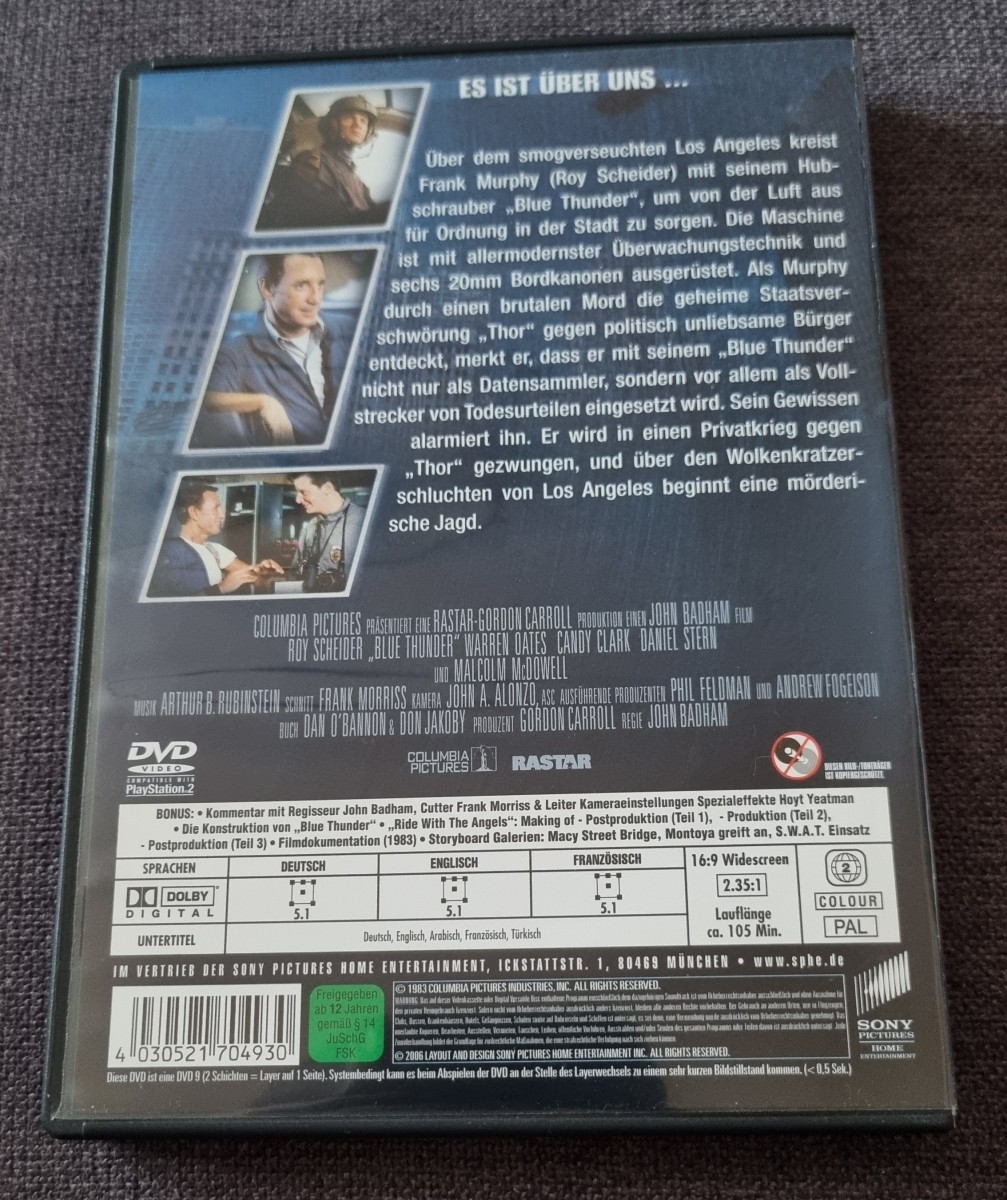 ES IST ÜBER UNS ...
Über dem smogverseuchten Los Angeles kreist
Frank Murphy (Roy Scheider) mit seinem Hub-
schrauber „Blue Thunder“, um von der Luft aus
für Ordnung in der Stadt zu sorgen. Die Maschine
ist mit allermodernster Überwachungstechnik und
sechs 20mm Bordkanonen ausgerüstet. Als Murphy
durch einen brutalen Mord die geheime Staatsver-
schwörung „Thor“ gegen politisch unliebsame Bürger
entdeckt, merkt er, dass er mit seinem „Blue Thunder“
nicht nur als Datensammler, sondern vor allem als Voll-
strecker von Todesurteilen eingesetzt wird. Sein Gewissen
alarmiert ihn. Er wird in einen Privatkrieg gegen
„Thor“ gezwungen, und über den Wolkenkratzer-
schluchten von Los Angeles beginnt eine mörderi-
sche Jagd.
COLUMBIA PICTURES PRÄSENTIERT EINE RASTAR-GORDON CARROLL PRODUKTION EINEN JOHN BADHAM FILM
ROY SCHEIDER „BLUE THUNDER“ WARREN OATES CANDY CLARK DANIEL STERN
UND MALCOLM McDOWELL
MUSIK ARTHUR B. RUBINSTEIN SCHNITT FRANK MORRISS KAMERA JOHN A. ALONZO, ASC AUSFÜHRENDE PRODUZENTEN PHIL FELDMAN UND ANDREW FOGELSON
BUCH DAN O'BANNON & DON JAKOBY PRODUZENT GORDON CARROLL REGIE JOHN BADHAM
DVD
VIDEO
COMPATIBLE WITH
PlayStation.2
COLUMBIA
PICTURES
RASTAR
DIESER BILD-/TONTRÄGER
IST KOPIERGESCHÜTZT.
BONUS: • Kommentar mit Regisseur John Badham, Cutter Frank Morriss & Leiter Kameraeinstellungen Spezialeffekte Hoyt Yeatman
• Die Konstruktion von „Blue Thunder“ • „Ride With The Angels“: Making of - Postproduktion (Teil 1), - Produktion (Teil 2),
- Postproduktion (Teil 3) • Filmdokumentation (1983) • Storyboard Galerien: Macy Street Bridge, Montoya greift an, S.W.A.T. Einsatz
SPRACHEN DEUTSCH ENGLISCH FRANZÖSISCH
DOLBY
DIGITAL
5.1 5.1 5.1
UNTERTITEL Deutsch, Englisch, Arabisch, Französisch, Türkisch
16:9 Widescreen
2.35:1
Lauflänge
ca. 105 Min.
2
COLOUR
PAL
IM VERTRIEB DER SONY PICTURES HOME ENTERTAINMENT, ICKSTATTSTR. 1, 80469 MÜNCHEN • www.sphe.de
4 030521 704930
Freigegeben
ab 12 Jahren
gemäß § 14
JuSchG
FSK
© 1983 COLUMBIA PICTURES INDUSTRIES, INC. ALL RIGHTS RESERVED.
© 2006 LAYOUT AND DESIGN SONY PICTURES HOME ENTERTAINMENT INC. ALL RIGHTS RESERVED.
SONY
PICTURES
HOME
ENTERTAINMENT
Diese DVD ist eine DVD 9 (2 Schichten = Layer auf 1 Seite). Systembedingt kann es beim Abspielen der DVD an der Stelle des Layerwechsels zu einem sehr kurzen Bildstillstand kommen. (< 0,5 Sek.)